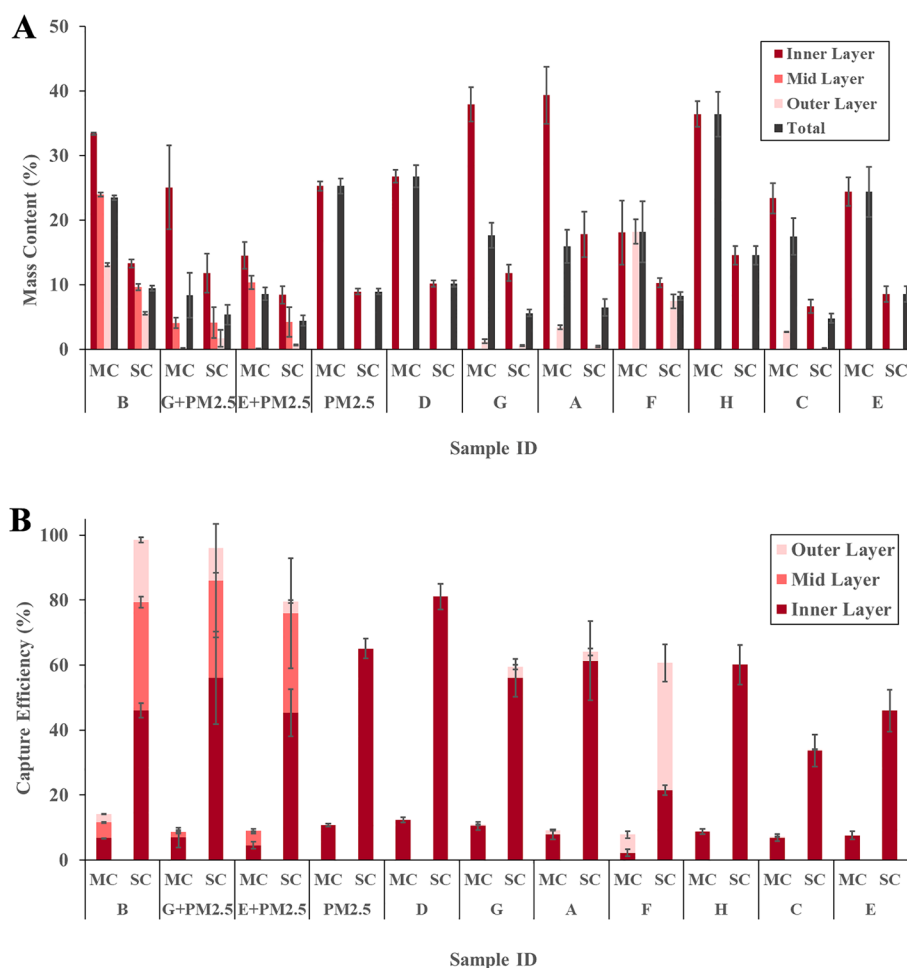 A
50
40
30
20
10
0
Mass Content (%)
Inner Layer
Mid Layer
Outer Layer
Total
MC SC MC SC MC SC MC SC MC SC MC SC MC SC MC SC MC SC MC SC MC SC
B G+PM2.5 E+PM2.5 PM2.5 D G A F H C E
Sample ID
B
100
80
60
40
20
0
Capture Efficiency (%)
Outer Layer
Mid Layer
Inner Layer
MC SC MC SC MC SC MC SC MC SC MC SC MC SC MC SC MC SC MC SC MC SC
B G+PM2.5 E+PM2.5 PM2.5 D G A F H C E
Sample ID